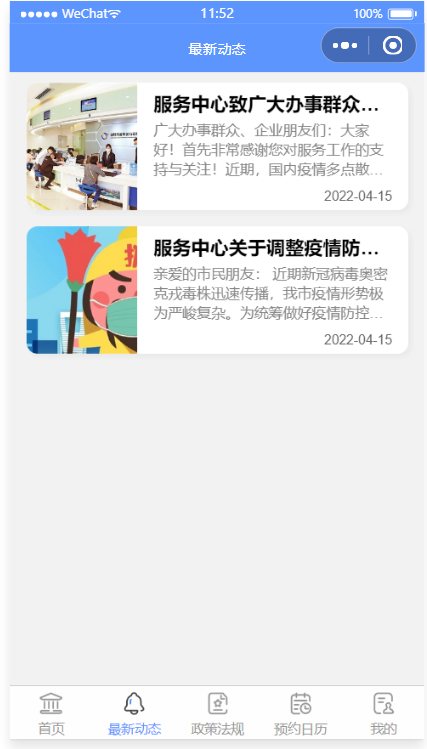 WeChat 11:52 100%
最新动态
服务中心致广大办事群众...
广大办事群众、企业朋友们：大家
好！首先非常感谢您对服务工作的支
持与关注！近期，国内疫情多点散...
2022-04-15
服务中心关于调整疫情防...
亲爱的市民朋友： 近期新冠病毒奥密
克戎毒株迅速传播，我市疫情形势极
为严峻复杂。为统筹做好疫情防控...
2022-04-15
首页 最新动态 政策法规 预约日历 我的